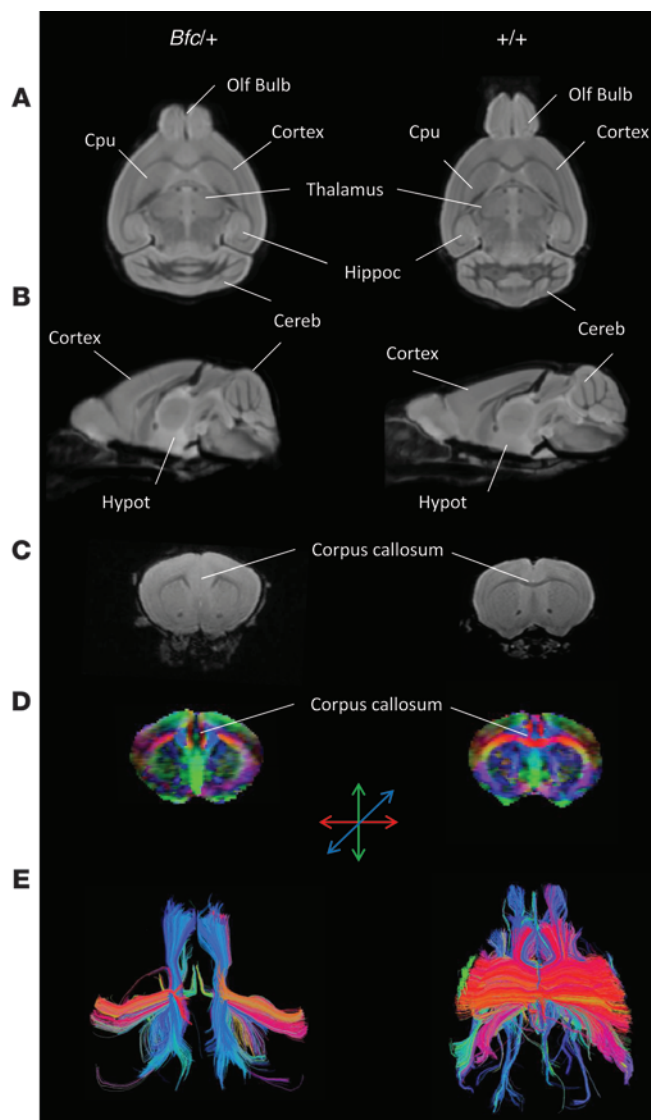 Bfc/+ +/+
A
Olf Bulb
Olf Bulb
Cpu Cortex Cpu Cortex
Thalamus
Hippoc
B
Cereb Cereb
Cortex Cortex
Hypot Hypot
C
Corpus callosum
D
Corpus callosum
E